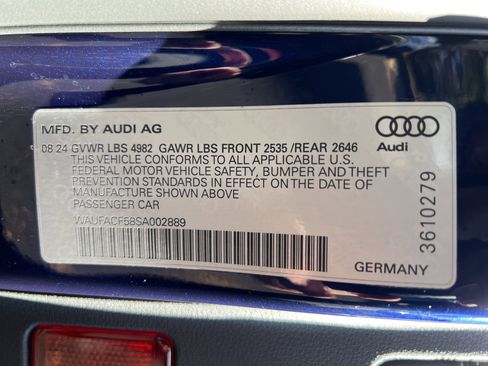 MFD. BY AUDI AG
Audi
08 24 GVWR LBS 4982 GAWR LBS FRONT 2535 /REAR 2646
THIS VEHICLE CONFORMS TO ALL APPLICABLE U.S.
FEDERAL MOTOR VEHICLE SAFETY, BUMPER AND THEFT
PREVENTION STANDARDS IN EFFECT ON THE DATE OF
MANUFACTURE SHOWN ABOVE
PASSENGER CAR
WAUFACF58SA002889
3610279
GERMANY